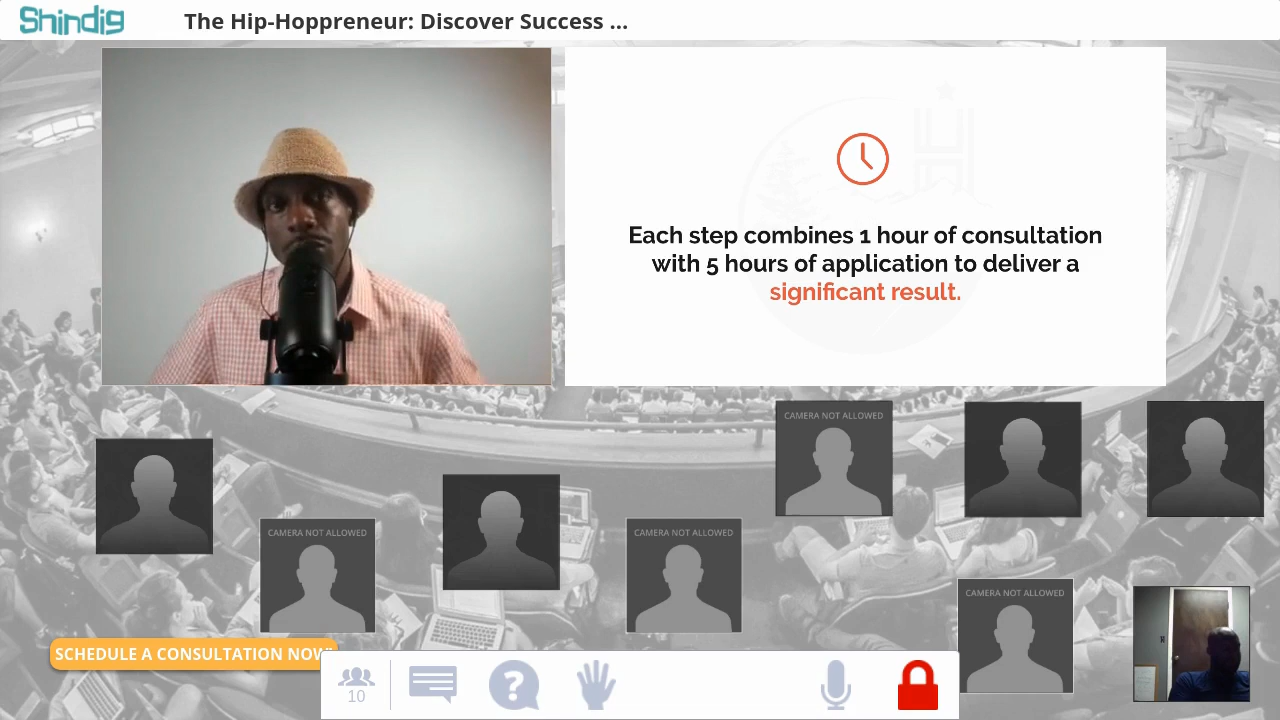 Shindig
The Hip-Hoppreneur: Discover Success ...
Each step combines 1 hour of consultation
with 5 hours of application to deliver a
significant result.
CAMERA NOT ALLOWED
CAMERA NOT ALLOWED
CAMERA NOT ALLOWED
CAMERA NOT ALLOWED
SCHEDULE A CONSULTATION NOW
10